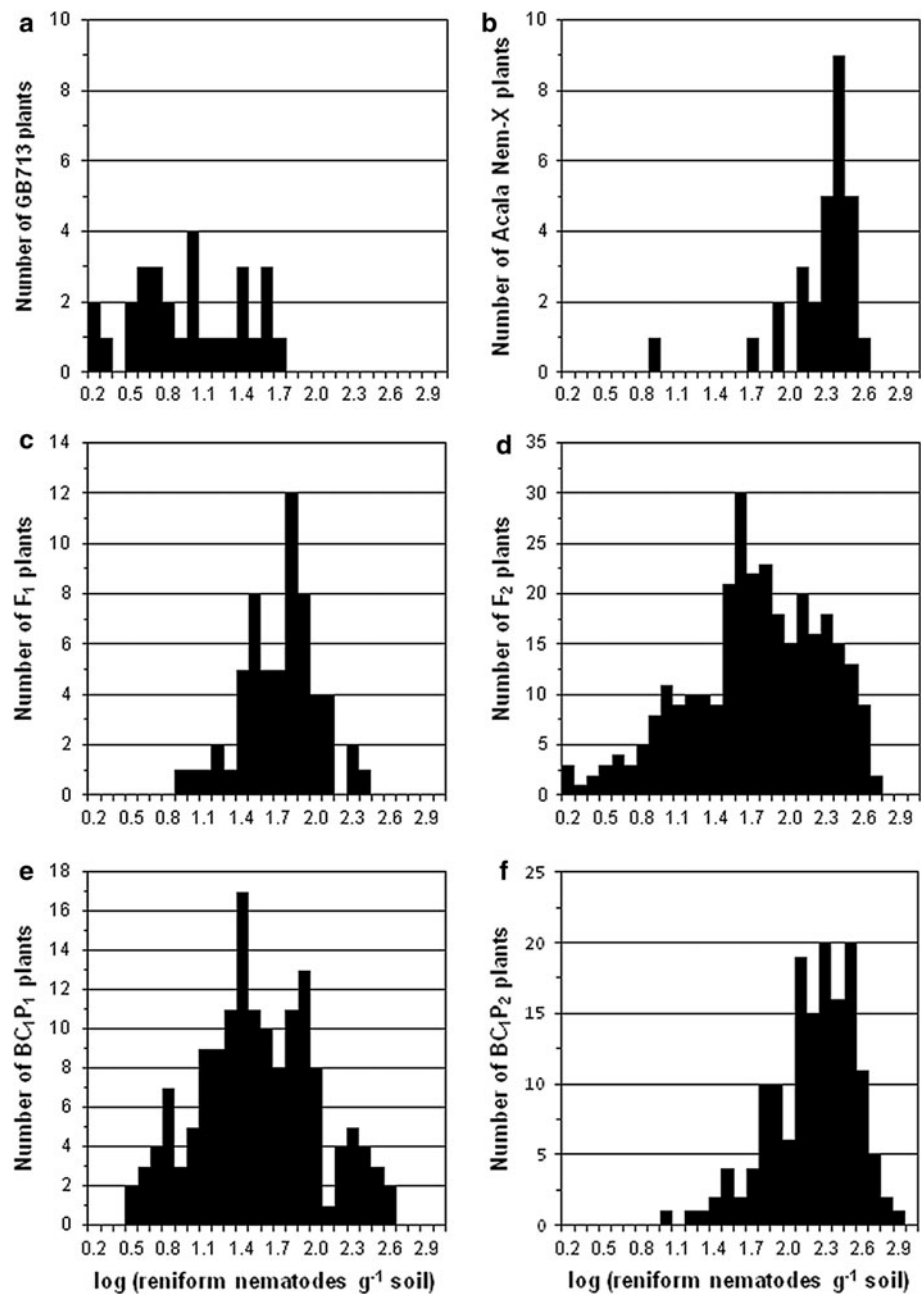 a
10
8
6
4
2
0
Number of GB713 plants
0.2 0.5 0.8 1.1 1.4 1.7 2.0 2.3 2.6 2.9
b
10
8
6
4
2
0
Number of Acala Nem-X plants
0.2 0.5 0.8 1.1 1.4 1.7 2.0 2.3 2.6 2.9
c
14
12
10
8
6
4
2
0
Number of F1 plants
0.2 0.5 0.8 1.1 1.4 1.7 2.0 2.3 2.6 2.9
d
35
30
25
20
15
10
5
0
Number of F2 plants
0.2 0.5 0.8 1.1 1.4 1.7 2.0 2.3 2.6 2.9
e
18
16
14
12
10
8
6
4
2
0
Number of BC1P1 plants
0.2 0.5 0.8 1.1 1.4 1.7 2.0 2.3 2.6 2.9
log (reniform nematodes g-1 soil)
f
25
20
15
10
5
0
Number of BC1P2 plants
0.2 0.5 0.8 1.1 1.4 1.7 2.0 2.3 2.6 2.9
log (reniform nematodes g-1 soil)